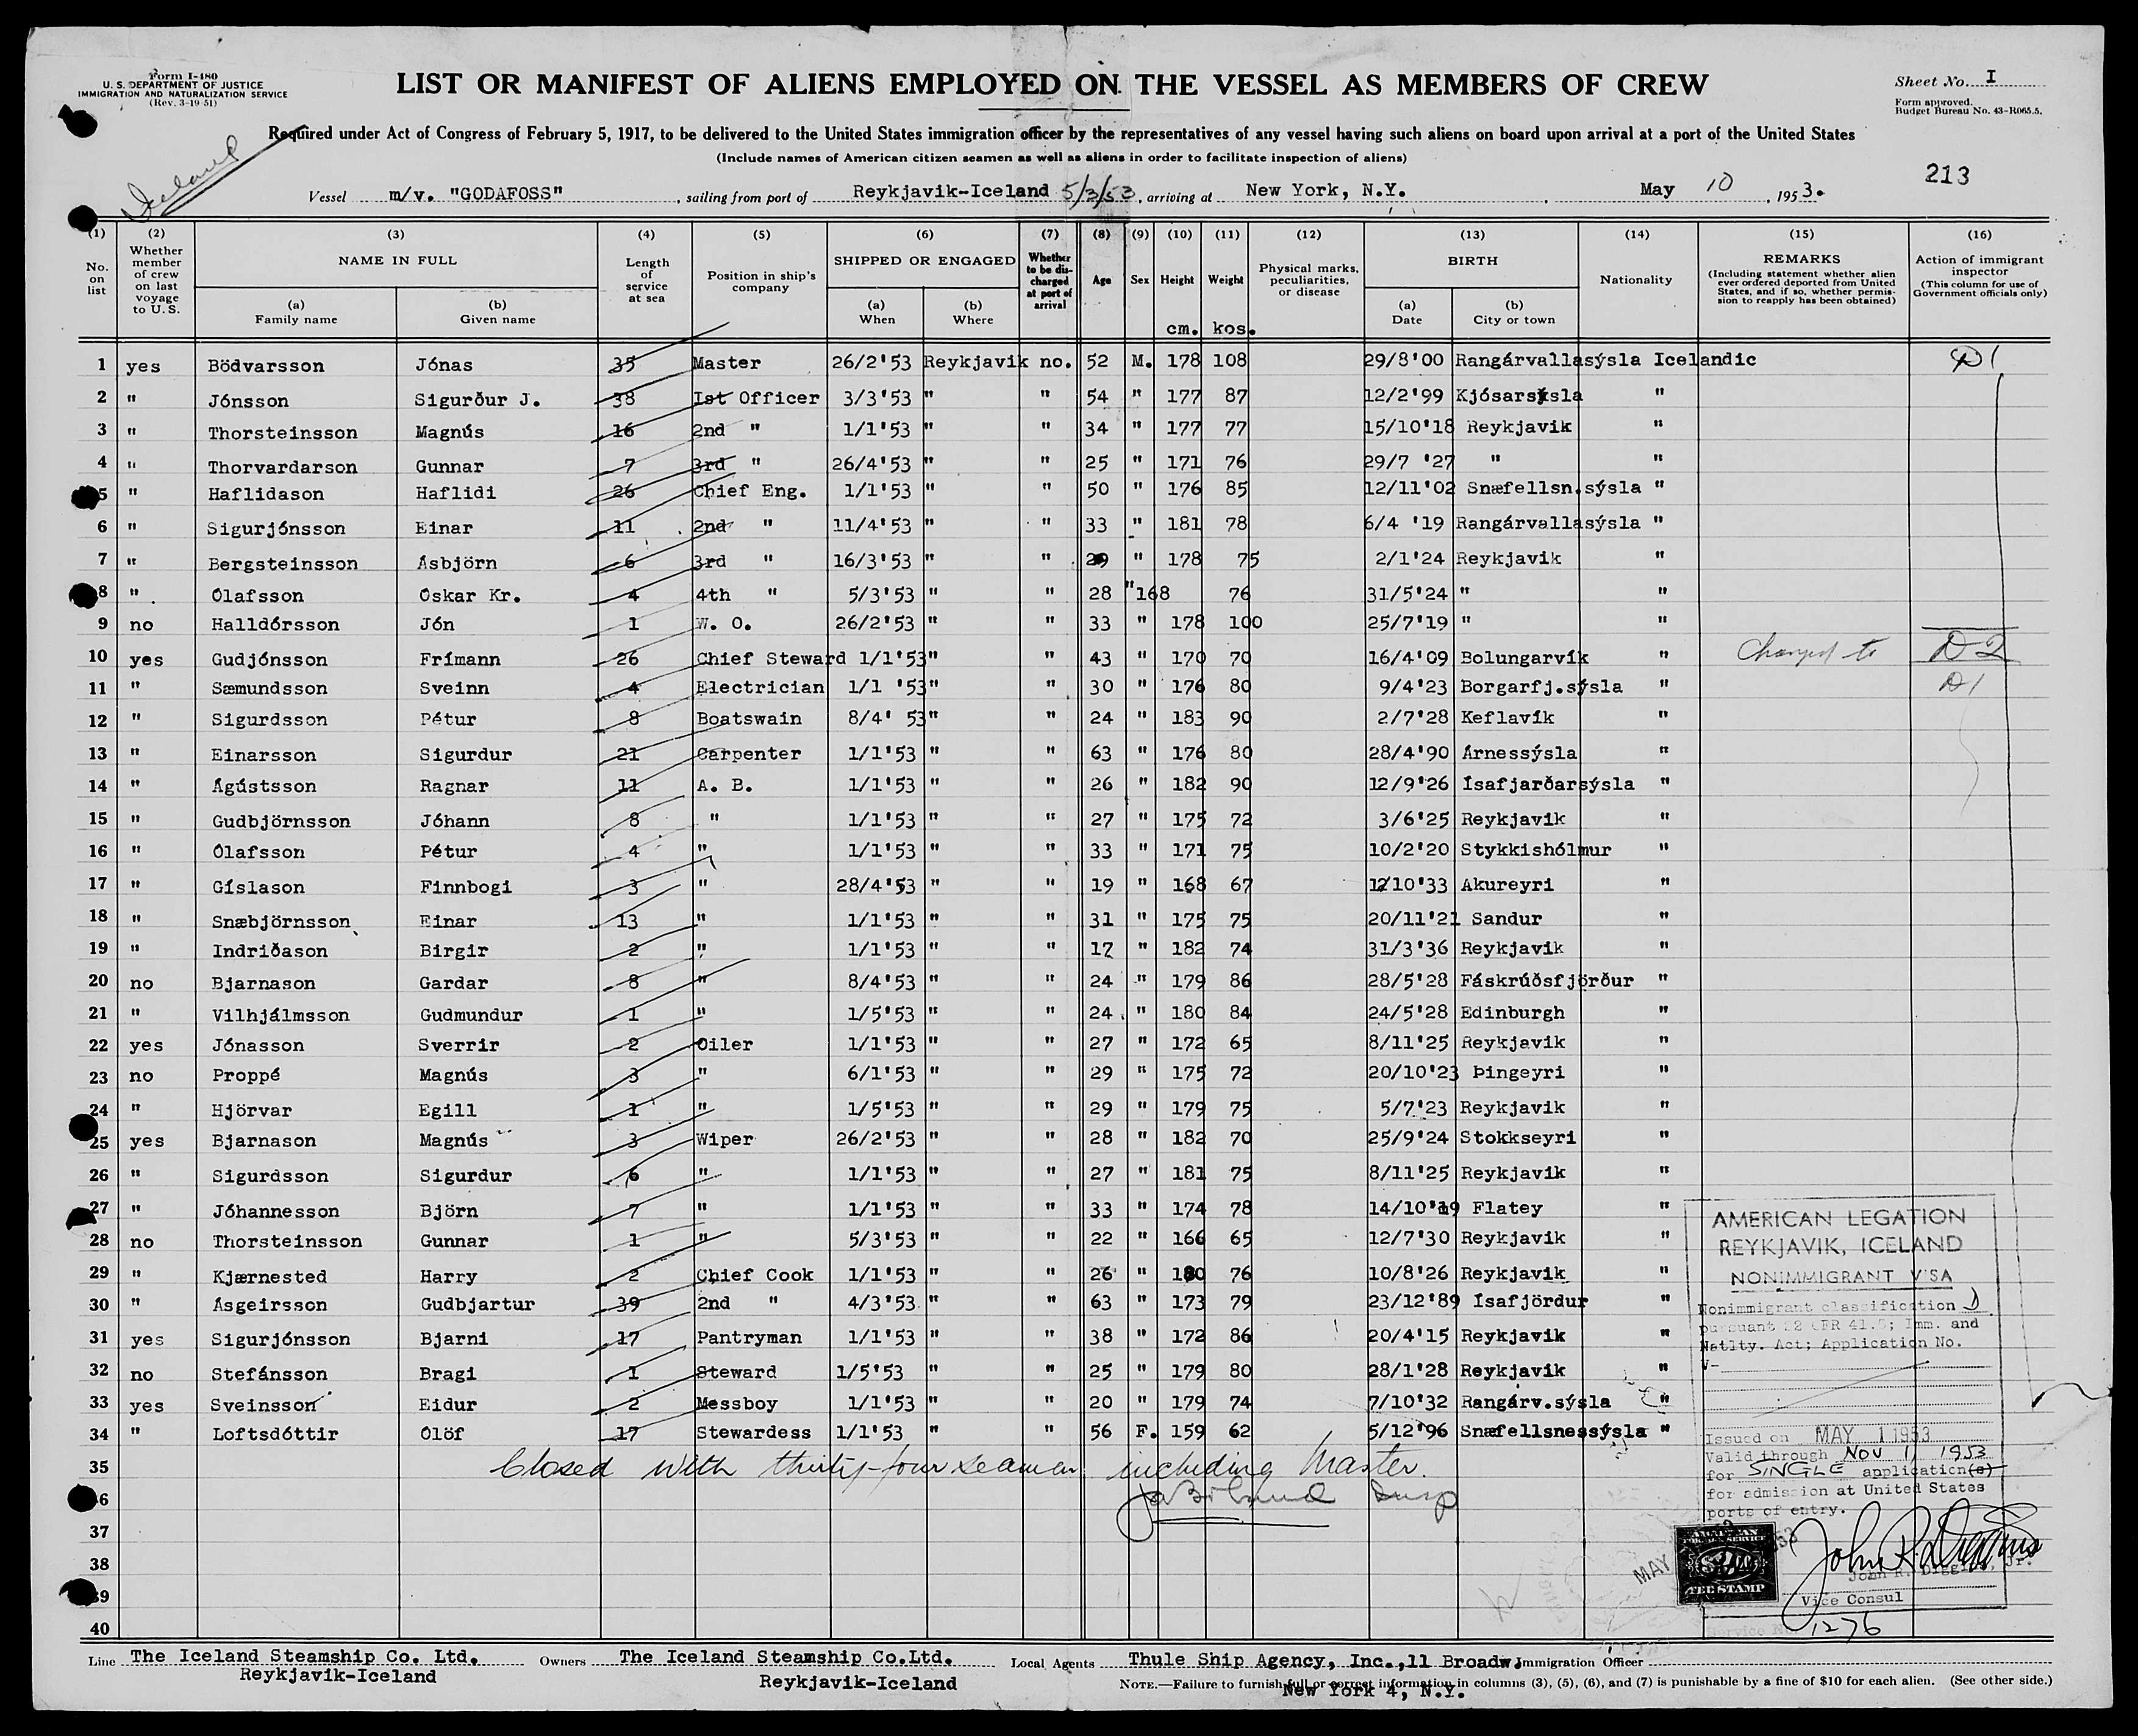 Form I-480
U. S. DEPARTMENT OF JUSTICE
IMMIGRATION AND NATURALIZATION SERVICE
(Rev. 3-19-51)
LIST OR MANIFEST OF ALIENS EMPLOYED ON THE VESSEL AS MEMBERS OF CREW
Sheet No. I
Form approved.
Budget Bureau No. 43-R065.5.
Required under Act of Congress of February 5, 1917, to be delivered to the United States immigration officer by the representatives of any vessel having such aliens on board upon arrival at a port of the United States
(Include names of American citizen seamen as well as aliens in order to facilitate inspection of aliens)
Iceland
213
Vessel m/v. "GODAFOSS", sailing from port of Reykjavik-Iceland 5/2/53, arriving at New York, N.Y. May 10, 1953.
(1) (2) (3) (4) (5) (6) (7) (8) (9) (10) (11) (12) (13) (14) (15) (16)
No. on list
Whether member of crew on last voyage to U. S.
NAME IN FULL
(a) Family name
(b) Given name
Length of service at sea
Position in ship's company
SHIPPED OR ENGAGED
(a) When
(b) Where
Whether to be discharged at port of arrival
Age
Sex
Height cm.
Weight kos.
Physical marks, peculiarities, or disease
BIRTH
(a) Date
(b) City or town
Nationality
REMARKS
(Including statement whether alien ever ordered deported from United States, and if so, whether permission to reapply has been obtained)
Action of immigrant inspector
(This column for use of Government officials only)
1 yes Bödvarsson Jónas 35 Master 26/2'53 Reykjavik no. 52 M. 178 108 29/8'00 Rangárvallasýsla Icelandic D1
2 " Jónsson Sigurður J. 38 Ist Officer 3/3'53 " " 54 " 177 87 12/2'99 Kjósarsýsla "
3 " Thorsteinsson Magnús 16 2nd " 1/1'53 " " 34 " 177 77 15/10'18 Reykjavik "
4 " Thorvardarson Gunnar 7 3rd " 26/4'53 " " 25 " 171 76 29/7 '27 " "
5 " Haflidason Haflidi 26 Chief Eng. 1/1'53 " " 50 " 176 85 12/11'02 Snæfellsn.sýsla "
6 " Sigurjónsson Einar 11 2nd " 11/4'53 " " 33 " 181 78 6/4 '19 Rangárvallasýsla "
7 " Bergsteinsson Ásbjörn 6 3rd " 16/3'53 " " 29 " 178 75 2/1'24 Reykjavik "
8 " Ólafsson Óskar Kr. 4 4th " 5/3'53 " " 28 " 168 76 31/5'24 " "
9 no Halldórsson Jón 1 W. O. 26/2'53 " " 33 " 178 100 25/7'19 " "
10 yes Gudjónsson Frímann 26 Chief Steward 1/1'53 " " 43 " 170 70 16/4'09 Bolungarvík " Changed to D 2
11 " Sæmundsson Sveinn 4 Electrician 1/1 '53 " " 30 " 176 80 9/4'23 Borgarfj.sýsla " D1
12 " Sigurdsson Pétur 8 Boatswain 8/4' 53 " " 24 " 183 90 2/7'28 Keflavík "
13 " Einarsson Sigurdur 21 Carpenter 1/1'53 " " 63 " 176 80 28/4'90 Árnessýsla "
14 " Ágústsson Ragnar 11 A. B. 1/1'53 " " 26 " 182 90 12/9'26 Ísafjarðarsýsla "
15 " Gudbjörnsson Jóhann 8 " 1/1'53 " " 27 " 175 72 3/6'25 Reykjavik "
16 " Ólafsson Pétur 4 " 1/1'53 " " 33 " 171 75 10/2'20 Stykkishólmur "
17 " Gíslason Finnbogi 3 " 28/4'53 " " 19 " 168 67 12/10'33 Akureyri "
18 " Snæbjörnsson Einar 13 " 1/1'53 " " 31 " 175 75 20/11'21 Sandur "
19 " Indriðason Birgir 2 " 1/1'53 " " 17 " 182 74 31/3'36 Reykjavik "
20 no Bjarnason Gardar 8 " 8/4'53 " " 24 " 179 86 28/5'28 Fáskrúðsfjörður "
21 " Vilhjálmsson Gudmundur 1 " 1/5'53 " " 24 " 180 84 24/5'28 Edinburgh "
22 yes Jónasson Sverrir 2 Oiler 1/1'53 " " 27 " 172 65 8/11'25 Reykjavik "
23 no Proppé Magnús 3 " 6/1'53 " " 29 " 175 72 20/10'23 Þingeyri "
24 " Hjörvar Egill 1 " 1/5'53 " " 29 " 179 75 5/7'23 Reykjavik "
25 yes Bjarnason Magnús 3 Wiper 26/2'53 " " 28 " 182 70 25/9'24 Stokkseyri "
26 " Sigurdsson Sigurdur 6 " 1/1'53 " " 27 " 181 75 8/11'25 Reykjavik "
27 " Jóhannesson Björn 7 " 1/1'53 " " 33 " 174 78 14/10'19 Flatey "
28 no Thorsteinsson Gunnar 1 " 5/3'53 " " 22 " 166 65 12/7'30 Reykjavik "
29 " Kjærnested Harry 2 Chief Cook 1/1'53 " " 26 " 180 76 10/8'26 Reykjavik "
30 " Ásgeirsson Gudbjartur 39 2nd " 4/3'53 " " 63 " 173 79 23/12'89 Ísafjördur "
31 yes Sigurjónsson Bjarni 17 Pantryman 1/1'53 " " 38 " 172 86 20/4'15 Reykjavik "
32 no Stefánsson Bragi 1 Steward 1/5'53 " " 25 " 179 80 28/1'28 Reykjavik "
33 yes Sveinsson Eidur 2 Messboy 1/1'53 " " 20 " 179 74 7/10'32 Rangárv.sýsla "
34 " Loftsdóttir Ólöf 17 Stewardess 1/1'53 " " 56 F. 159 62 5/12'96 Snæfellsnessýsla "
35 Closed with thirty-four seaman including Master.
36 Insp
37
38
39
40
AMERICAN LEGATION
REYKJAVIK, ICELAND
NONIMMIGRANT VISA
Nonimmigrant classification D
pursuant 22 CFR 41.5; Imm. and
Natlty. Act; Application No.
V-
Issued on MAY 1 1953
Valid through NOV 1, 1953
for SINGLE application(s)
for admission at United States
ports of entry.
MAY
AMERICAN
FEE STAMP
John R. Diggins, Jr.
Vice Consul
Service No.
1276
Line The Iceland Steamship Co. Ltd. Owners The Iceland Steamship Co.Ltd. Local Agents Thule Ship Agency, Inc.,11 Broadw. Immigration Officer
Reykjavik-Iceland Reykjavik-Iceland New York 4, N.Y.
NOTE.—Failure to furnish full or correct information in columns (3), (5), (6), and (7) is punishable by a fine of $10 for each alien. (See other side.)